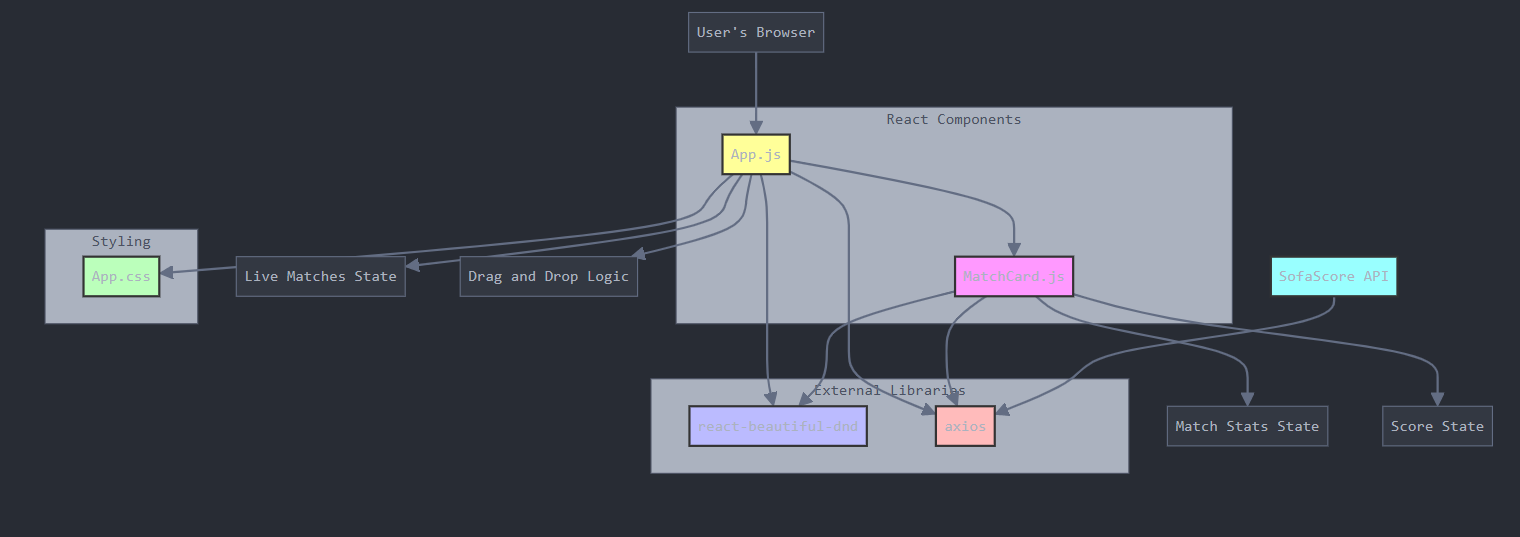 User's Browser
React Components
App.js
Styling
App.css
Live Matches State
Drag and Drop Logic
MatchCard.js
SofaScore API
External Libraries
react-beautiful-dnd
axios
Match Stats State
Score State